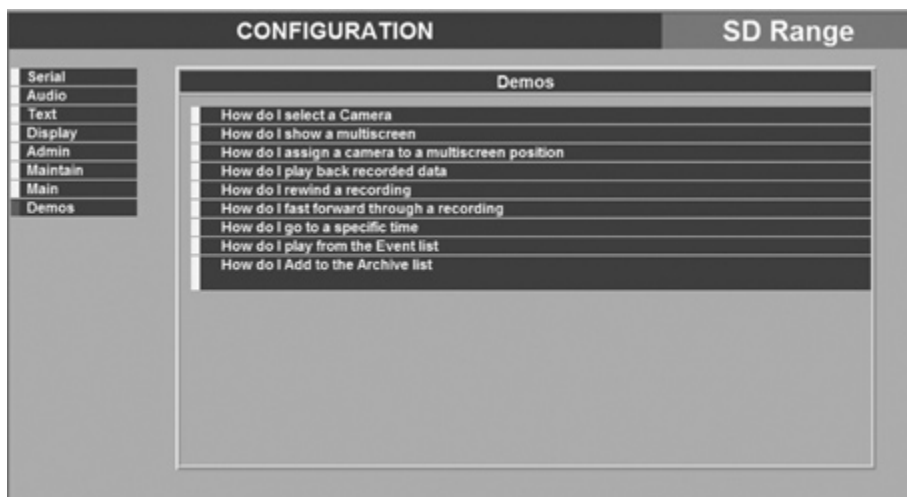 CONFIGURATION
SD Range
Serial
Audio
Text
Display
Admin
Maintain
Main
Demos
Demos
How do I select a Camera
How do I show a multiscreen
How do I assign a camera to a multiscreen position
How do I play back recorded data
How do I rewind a recording
How do I fast forward through a recording
How do I go to a specific time
How do I play from the Event list
How do I Add to the Archive list